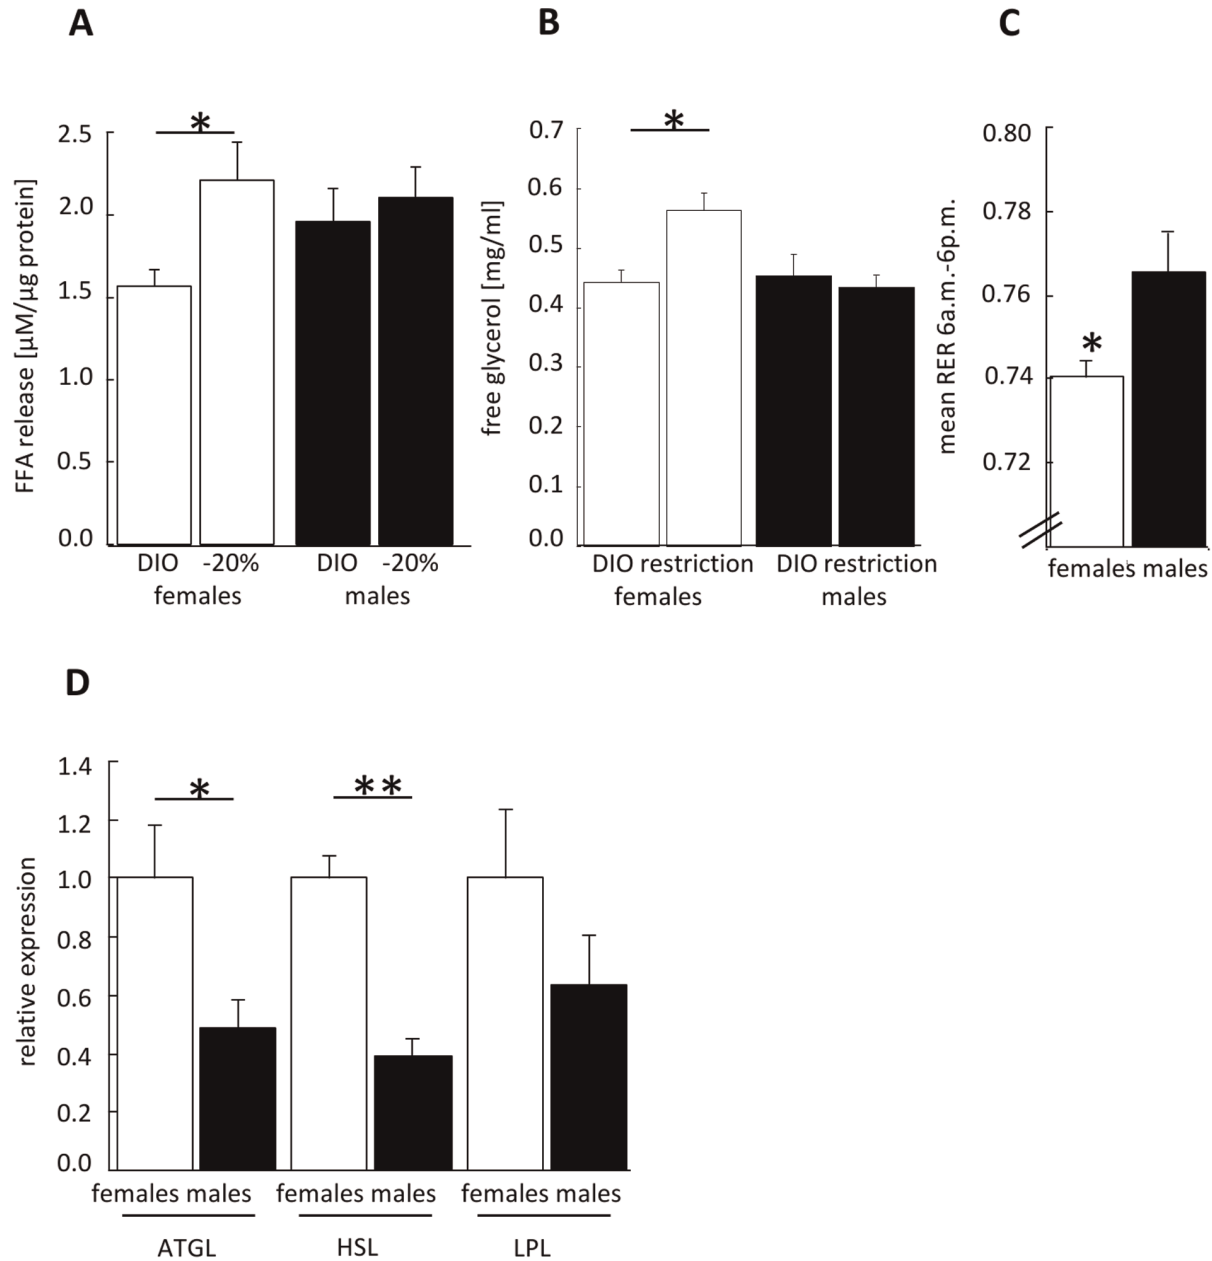 A
FFA release [µM/µg protein]
2.5
2.0
1.5
1.0
0.5
0.0
*
DIO -20% DIO -20%
females males
B
free glycerol [mg/ml]
0.7
0.6
0.5
0.4
0.3
0.2
0.1
0.0
*
DIO restriction DIO restriction
females males
C
mean RER 6a.m.-6p.m.
0.80
0.78
0.76
0.74
0.72
*
females males
D
relative expression
1.4
1.2
1.0
0.8
0.6
0.4
0.2
0.0
* **
females males females males females males
ATGL HSL LPL